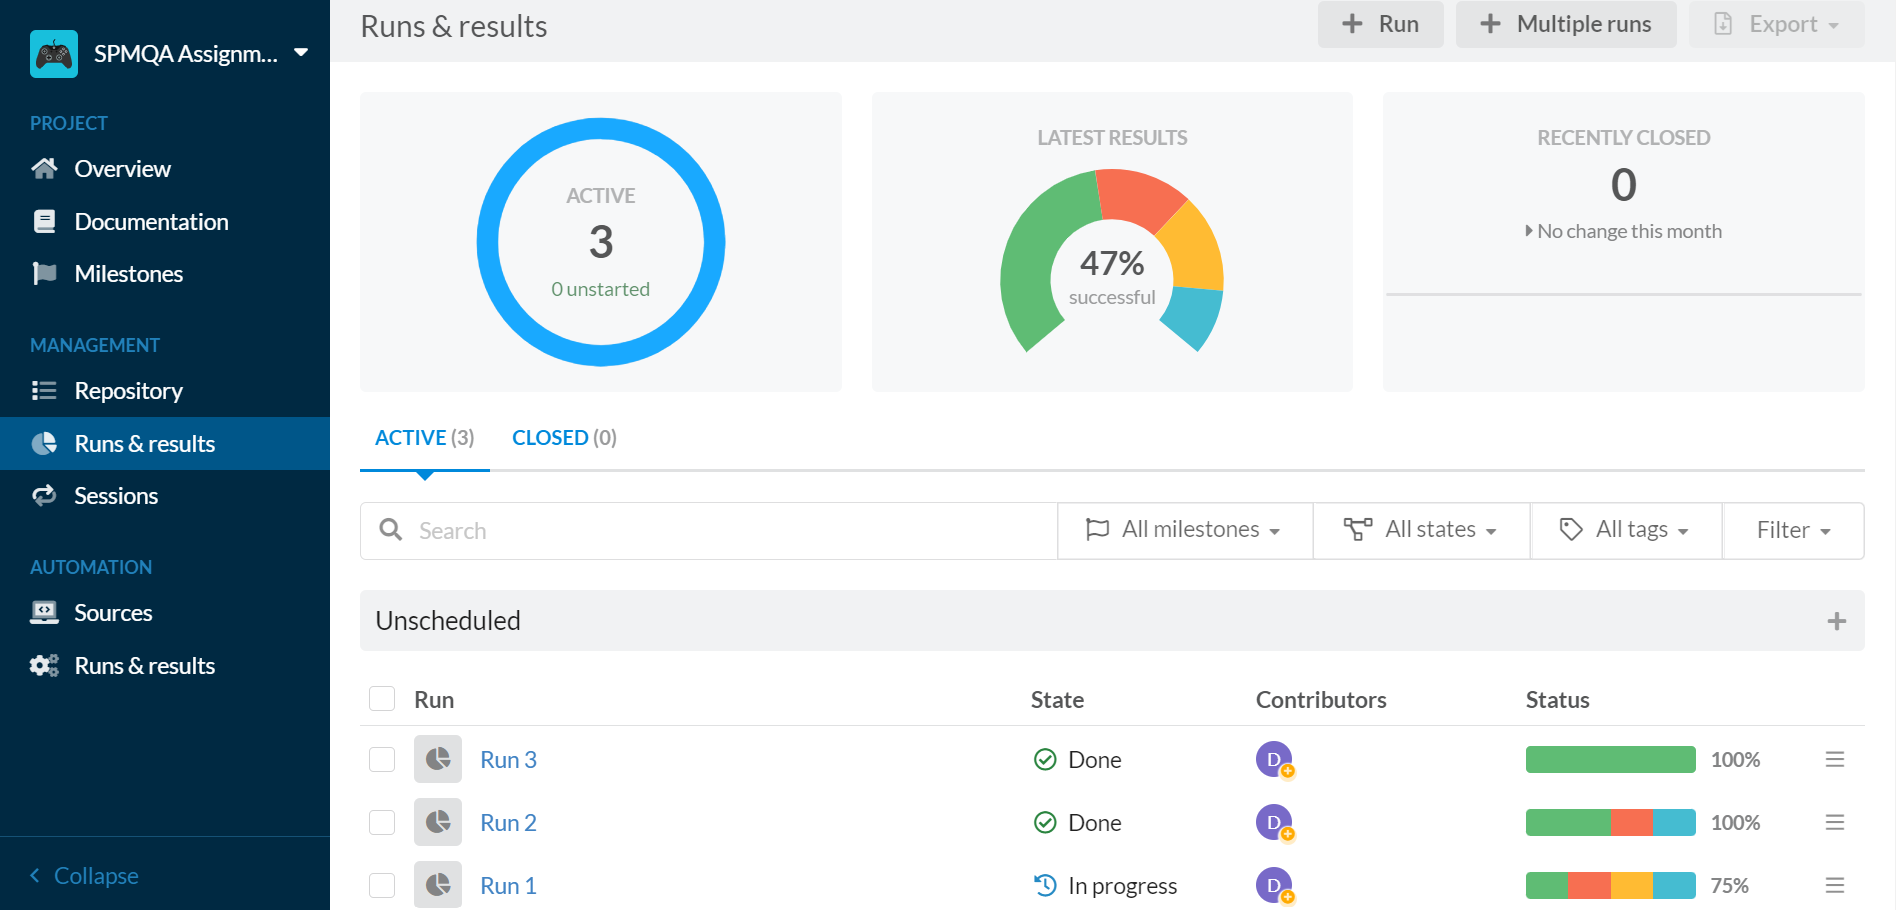 SPMQA Assignm...
PROJECT
Overview
Documentation
Milestones
MANAGEMENT
Repository
Runs & results
Sessions
AUTOMATION
Sources
Runs & results
Collapse
Runs & results
Run
Multiple runs
Export
ACTIVE
3
0 unstarted
LATEST RESULTS
47%
successful
RECENTLY CLOSED
0
No change this month
ACTIVE (3)
CLOSED (0)
Search
All milestones
All states
All tags
Filter
Unscheduled
Run State Contributors Status
Run 3 Done D 100%
Run 2 Done D 100%
Run 1 In progress D 75%